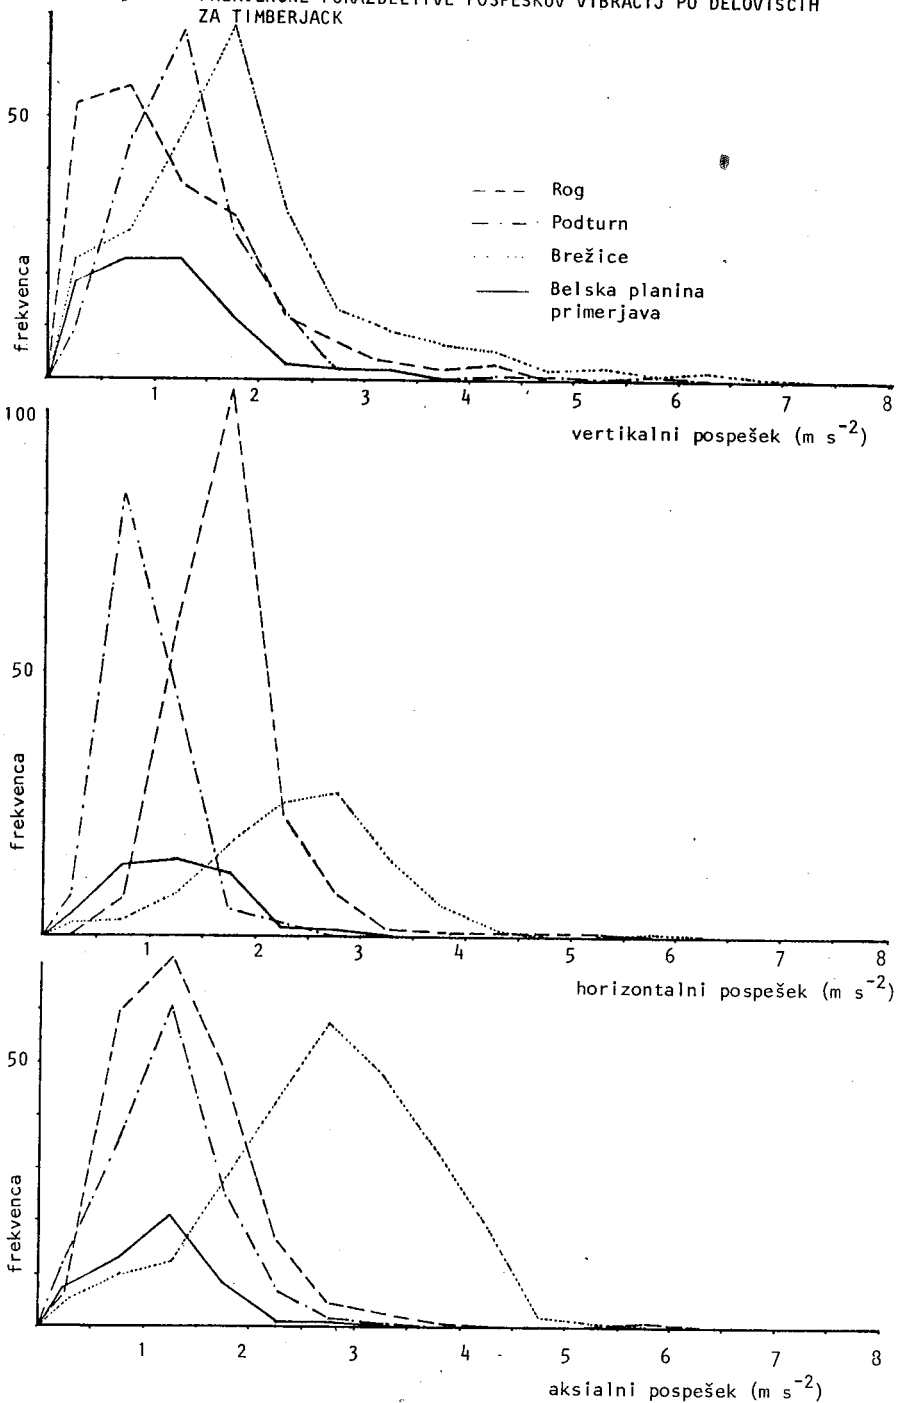 ZA TIMBERJACK
50
frekvenca
Rog
Podturn
Brežice
Belska planina
primerjava
1 2 3 4 5 6 7 8
vertikalni pospešek (m s⁻²)
100
50
frekvenca
1 2 3 4 5 6 7 8
horizontalni pospešek (m s⁻²)
50
frekvenca
1 2 3 4 5 6 7 8
aksialni pospešek (m s⁻²)